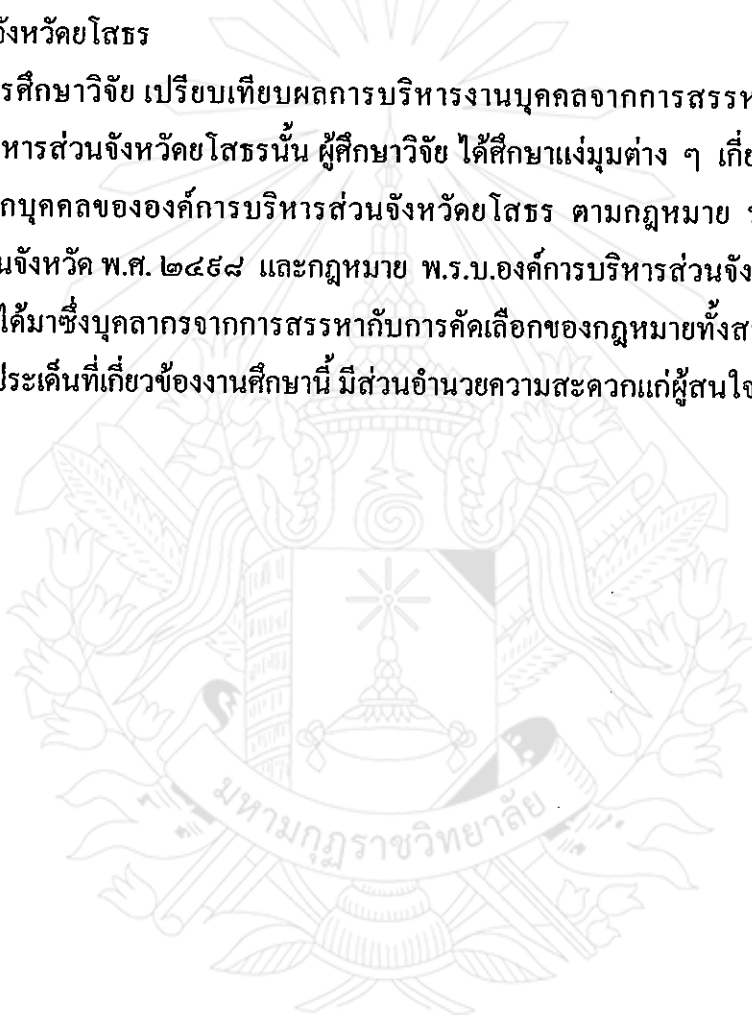 จังหวัดยโสธร
รศึกษาวิจัย เปรียบเทียบผลการบริหารงานบุคคลจากการสรรห
หารส่วนจังหวัดยโสธรนั้น ผู้ศึกษาวิจัย ได้ศึกษาแง่มุมต่าง ๆ เกี่
กบุคคลขององค์การบริหารส่วนจังหวัดยโสธร ตามกฎหมาย
นจังหวัด พ.ศ. ๒๔๙๘ และกฎหมาย พ.ร.บ.องค์การบริหารส่วนจัง
ได้มาซึ่งบุคลากรจากการสรรหากับการคัดเลือกของกฎหมายทั้งส
ประเด็นที่เกี่ยวข้องงานศึกษานี้ มีส่วนอำนวยความสะดวกแก่ผู้สนใจ
มหามกุฏราชวิทยาลัย